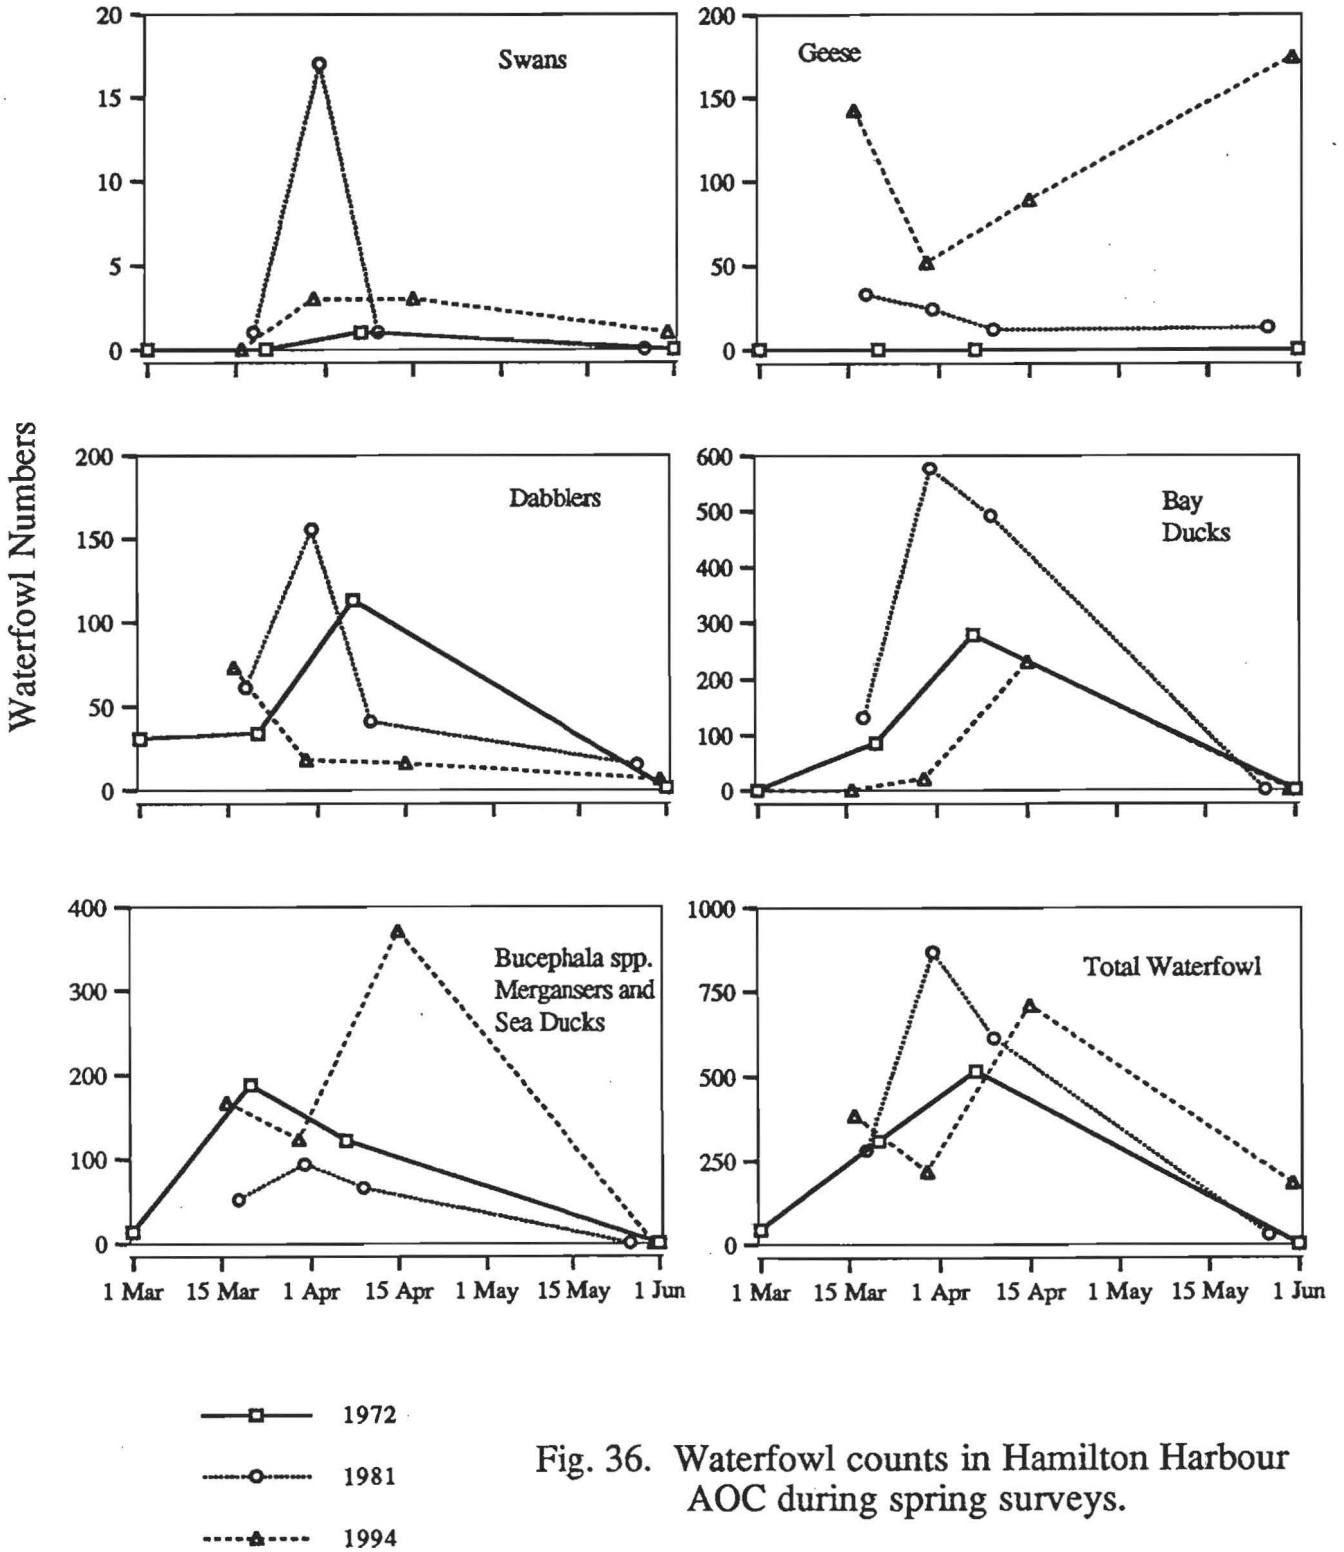 Waterfowl Numbers
20
15
10
5
0
Swans
200
150
100
50
0
Geese
200
150
100
50
0
Dabblers
600
500
400
300
200
100
0
Bay
Ducks
400
300
200
100
0
Bucephala spp.
Mergansers and
Sea Ducks
1 Mar 15 Mar 1 Apr 15 Apr 1 May 15 May 1 Jun
1000
750
500
250
0
Total Waterfowl
1 Mar 15 Mar 1 Apr 15 Apr 1 May 15 May 1 Jun
1972
1981
1994
Fig. 36. Waterfowl counts in Hamilton Harbour
AOC during spring surveys.